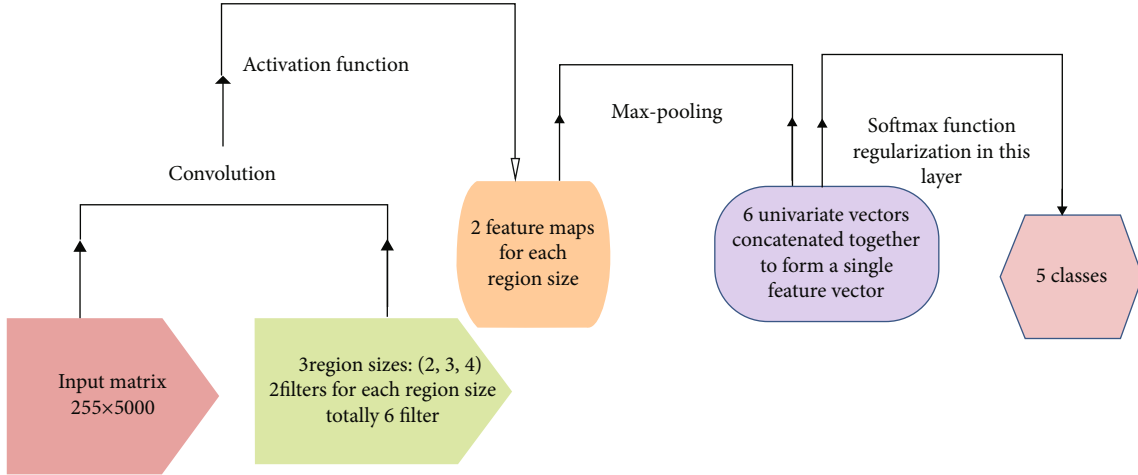 Activation function
Convolution
Max-pooling
Softmax function
regularization in this
layer
Input matrix
255×5000
3region sizes: (2, 3, 4)
2filters for each region size
totally 6 filter
2 feature maps
for each
region size
6 univariate vectors
concatenated together
to form a single
feature vector
5 classes